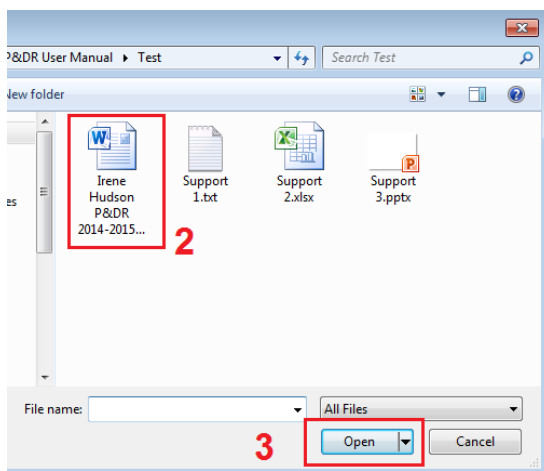 P&DR User Manual Test
Search Test
New folder
es
Irene
Hudson
P&DR
2014-2015...
Support
1.txt
Support
2.xlsx
Support
3.pptx
2
File name:
All Files
3
Open
Cancel